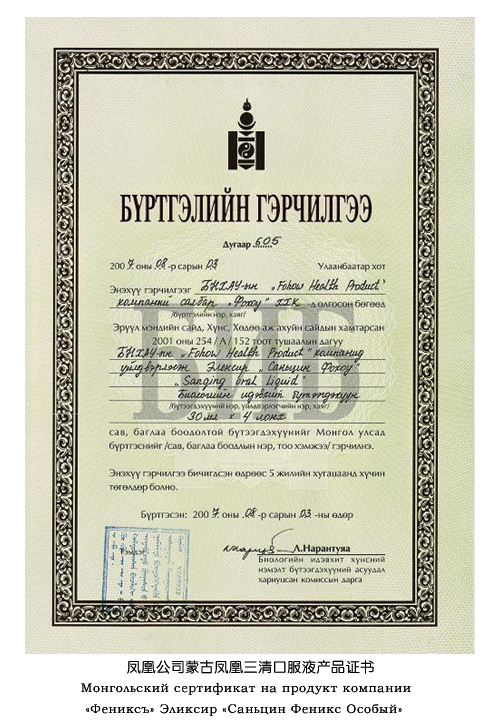 БҮРТГЭЛИЙН ГЭРЧИЛГЭЭ
Дугаар 605
2007 оны 08-р сарын 03 Улаанбаатар хот
Энэхүү гэрчилгээг БНХАУ-ын „Fohow Health Product"
компанийг салбар „Фохоу" ХХК -д олгосон бөгөөд
/бүртгэлийн нэр, хаяг/
Эрүүл мэндийн сайд, Хүнс, Хөдөө аж ахуйн сайдын хамтарсан
2001 оны 254 / А / 152 тоот тушаалын дагуу
БНХАУ-ын „Fohow Health Product" компанид
үйлдвэрлэсэн Эликсир „Саньцин Фохоу"
„Sanqing oral Liquid"
Биологийн идэвхит бүтээгдэхүүн
/бүтээгдэхүүний нэр, үйлдвэрлэгчийн нэр, хаяг/
30 мл x 4 лонх
сав, баглаа боодолтой бүтээгдэхүүнийг Монгол улсад
бүртгэснийг /сав, баглаа боодлын нэр, тоо хэмжээ/ гэрчилнэ.
Энэхүү гэрчилгээ бичигдсэн өдрөөс 5 жилийн хугацаанд хүчин
төгөлдөр болно.
Бүртгэсэн: 2007 оны 08-р сарын 03-ны өдөр
Тэмдэг Л.Нарантуяа
Биологийн идэвхит хүнсний
нэмэлт бүтээгдэхүүний асуудал
хариуцсан комиссын дарга
凤凰公司蒙古凤凰三清口服液产品证书
Монгольский сертификат на продукт компании
«Фениксъ» Эликсир «Саньцин Феникс Особый»